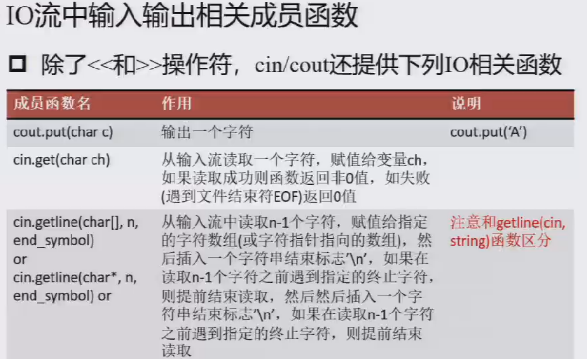 IO流中输入输出相关成员函数
除了<<和>>操作符，cin/cout还提供下列IO相关函数
成员函数名 作用 说明
cout.put(char c) 输出一个字符 cout.put(‘A’)
cin.get(char ch) 从输入流读取一个字符，赋值给变量ch，
如果读取成功则函数返回非0值，如失败
(遇到文件结束符EOF)返回0值
cin.getline(char[], n, 从输入流中读取n-1个字符，赋值给指定 注意和getline(cin,
end_symbol) 的字符数组(或字符指针指向的数组)，然 string)函数区分
or 后插入一个字符串结束标志’\n’，如果在
cin.getline(char*, n, 读取n-1个字符之前遇到指定的终止字符，
end_symbol) or 则提前结束读取，然后然后插入一个字
符串结束标志’\n’，如果在读取n-1个字符
之前遇到指定的终止字符，则提前结束
读取